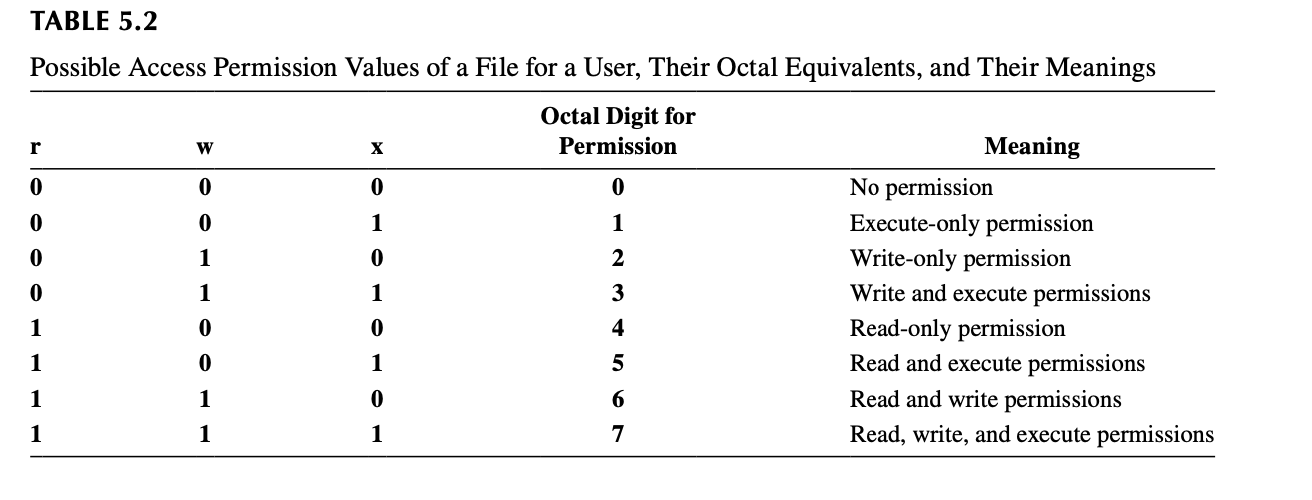 TABLE 5.2
Possible Access Permission Values of a File for a User, Their Octal Equivalents, and Their Meanings
Octal Digit for
r w x Permission Meaning
0 0 0 0 No permission
0 0 1 1 Execute-only permission
0 1 0 2 Write-only permission
0 1 1 3 Write and execute permissions
1 0 0 4 Read-only permission
1 0 1 5 Read and execute permissions
1 1 0 6 Read and write permissions
1 1 1 7 Read, write, and execute permissions